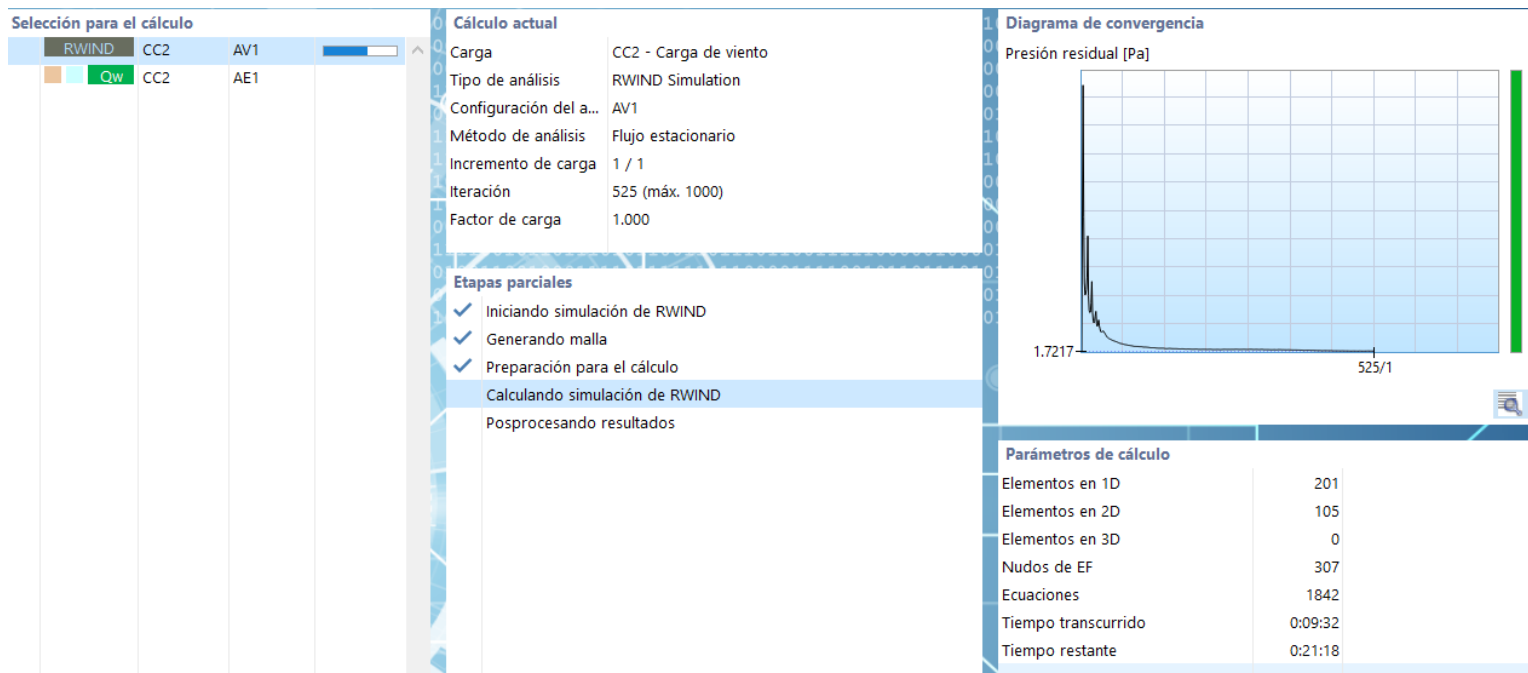 Selección para el cálculo
RWIND CC2 AV1
Qw CC2 AE1
Cálculo actual
Carga CC2 - Carga de viento
Tipo de análisis RWIND Simulation
Configuración del a... AV1
Método de análisis Flujo estacionario
Incremento de carga 1 / 1
Iteración 525 (máx. 1000)
Factor de carga 1.000
Etapas parciales
Iniciando simulación de RWIND
Generando malla
Preparación para el cálculo
Calculando simulación de RWIND
Posprocesando resultados
Diagrama de convergencia
Presión residual [Pa]
1.7217
525/1
Parámetros de cálculo
Elementos en 1D 201
Elementos en 2D 105
Elementos en 3D 0
Nudos de EF 307
Ecuaciones 1842
Tiempo transcurrido 0:09:32
Tiempo restante 0:21:18